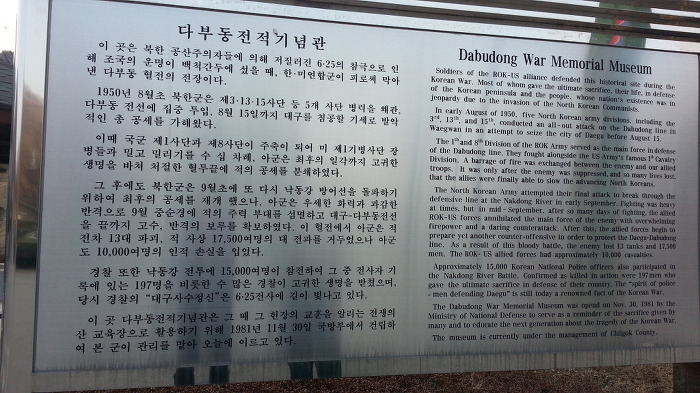 다부동전적기념관
이 곳은 북한 공산주의자들에 의해 저질러진 6·25의 참극으로 인
해 조국의 운명이 백척간두에 섰을 때, 한·미연합군이 피로써 막아
낸 다부동 혈전의 전장이다.
1950년 8월초 북한군은 제3·13·15사단 등 5개 사단 병력을 왜관,
다부동 전선에 집중 투입, 8월 15일까지 대구를 침공할 기세로 발악
적인 총 공세를 가해왔다.
이때 국군 제1사단과 제8사단이 주축이 되어 미 제1기병사단 장
병들과 밀고 밀리기를 수 십 차례, 아군은 최후의 일각까지 고귀한
생명을 바쳐 처절한 혈투끝에 적의 공세를 분쇄하였다.
그 후에도 북한군은 9월초에 또 다시 낙동강 방어선을 돌파하기
위하여 최후의 공세를 재개 했으나, 아군은 우세한 화력과 과감한
반격으로 9월 중순경에 적의 주력 부대를 섬멸하고 대구-다부동전선
을 끝까지 고수, 반격의 보루를 확보하였다. 이 혈전에서 아군은 적
전차 13대 파괴, 적 사상 17,500여명의 대 전과를 거두었으나 아군
도 10,000여명의 인적 손실을 입었다.
경찰 또한 낙동강 전투에 15,000여명이 참전하여 그 중 전사자 기
록에 있는 197명을 비롯한 수 많은 경찰이 고귀한 생명을 받쳤으며,
당시 경찰의 "대구사수정신"은 6·25전사에 길이 빛나고 있다.
이 곳 다부동전적기념관은 그 때 그 현장의 교훈을 알리는 전쟁의
산 교육장으로 활용하기 위해 1981년 11월 30일 국방부에서 건립하
여 본 군이 관리를 맡아 오늘에 이르고 있다.
Dabudong War Memorial Museum
Soldiers of the ROK-US alliance defended this historical site during the
Korean War. Most of whom gave the ultimate sacrifice, their life, in defense
of the Korean peninsula and the people, whose nation's existence was in
jeopardy due to the invasion of the North Korean Communists.
In early August of 1950, five North Korean army divisions, including the
3rd, 13th, and 15th, conducted an all-out attack on the Dabudong line in
Waegwan in an attempt to seize the city of Daegu before August 15.
The 1st and 8th Division of the ROK Army served as the main force in defense
of the Dabudong line. They fought alongside the US Army's famous 1st Cavalry
Division. A barrage of fire was exchanged between the enemy and our allied
troops. It was only after the enemy was suppressed, and so many lives lost,
that the allies were finally able to slow the advancing North Koreans.
The North Korean Army attempted their final attack to break through the
defensive line at the Nakdong River in early September. Fighting was heavy
at times, but in mid-September, after so many days of fighting, the allied
ROK-US forces annihilated the main force of the enemy with overwhelming
firepower and a daring counterattack. After this, the allied forces begin to
prepare yet another counter-offensive in order to protect the Daegu-Dabudong
line. As a result of this bloody battle, the enemy lost 13 tanks and 17,500
men. The ROK-US allied forces had approximately 10,000 casualties.
Approximately 15,000 Korean National Police officers also participated in
the Nakdong River Battle. Confirmed as killed in action were 197 men who
gave the ultimate sacrifice in defense of their country. The "spirit of police
- men defending Daegu" is still today a renowned fact of the Korean War.
The Dabudong War Memorial Museum was opend on Nov. 30, 1981 by the
Ministry of National Defense to serve as a reminder of the sacrifice given by
many and to educate the next generation about the tragedy of the Korean War.
The museum is currently under the management of Chilgok County.